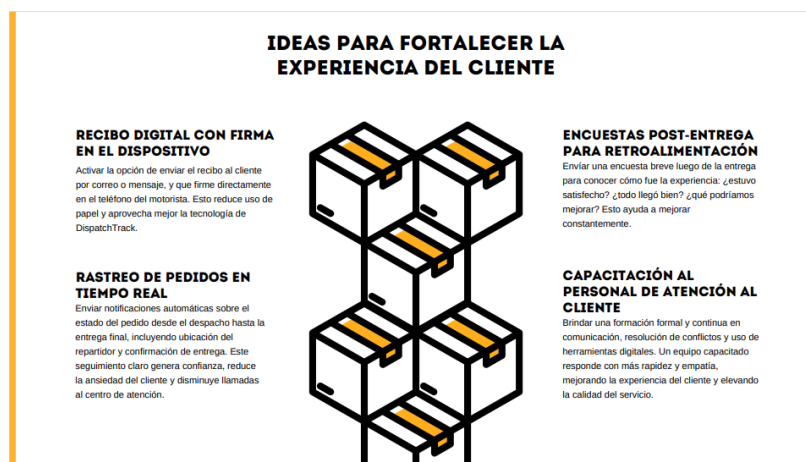 IDEAS PARA FORTALECER LA
EXPERIENCIA DEL CLIENTE
RECIBO DIGITAL CON FIRMA
EN EL DISPOSITIVO
Activar la opción de enviar el recibo al cliente
por correo o mensaje, y que firme directamente
en el teléfono del motorista. Esto reduce uso de
papel y aprovecha mejor la tecnología de
DispatchTrack.
RASTREO DE PEDIDOS EN
TIEMPO REAL
Enviar notificaciones automáticas sobre el
estado del pedido desde el despacho hasta la
entrega final, incluyendo ubicación del
repartidor y confirmación de entrega. Este
seguimiento claro genera confianza, reduce
la ansiedad del cliente y disminuye llamadas
al centro de atención.
ENCUESTAS POST-ENTREGA
PARA RETROALIMENTACIÓN
Envíar una encuesta breve luego de la entrega
para conocer cómo fue la experiencia: ¿estuvo
satisfecho? ¿todo llegó bien? ¿qué podríamos
mejorar? Esto ayuda a mejorar
constantemente.
CAPACITACIÓN AL
PERSONAL DE ATENCIÓN AL
CLIENTE
Brindar una formación formal y continua en
comunicación, resolución de conflictos y uso de
herramientas digitales. Un equipo capacitado
responde con más rapidez y empatía,
mejorando la experiencia del cliente y elevando
la calidad del servicio.